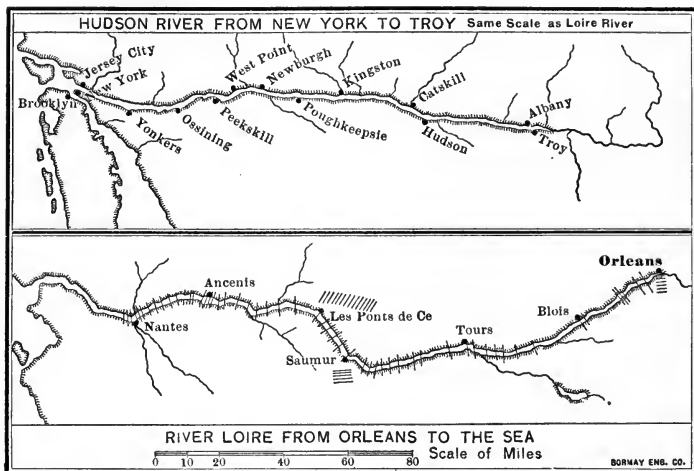 HUDSON RIVER FROM NEW YORK TO TROY Same Scale as Loire River
Jersey City
New York
Brooklyn
Yonkers
Ossining
Peekskill
West Point
Newburgh
Poughkeepsie
Kingston
Catskill
Hudson
Albany
Troy
Orleans
Ancenis
Nantes
Les Ponts de Ce
Saumur
Tours
Blois
RIVER LOIRE FROM ORLEANS TO THE SEA
Scale of Miles
0 10 20 40 60 80
BORMAY ENG. CO.